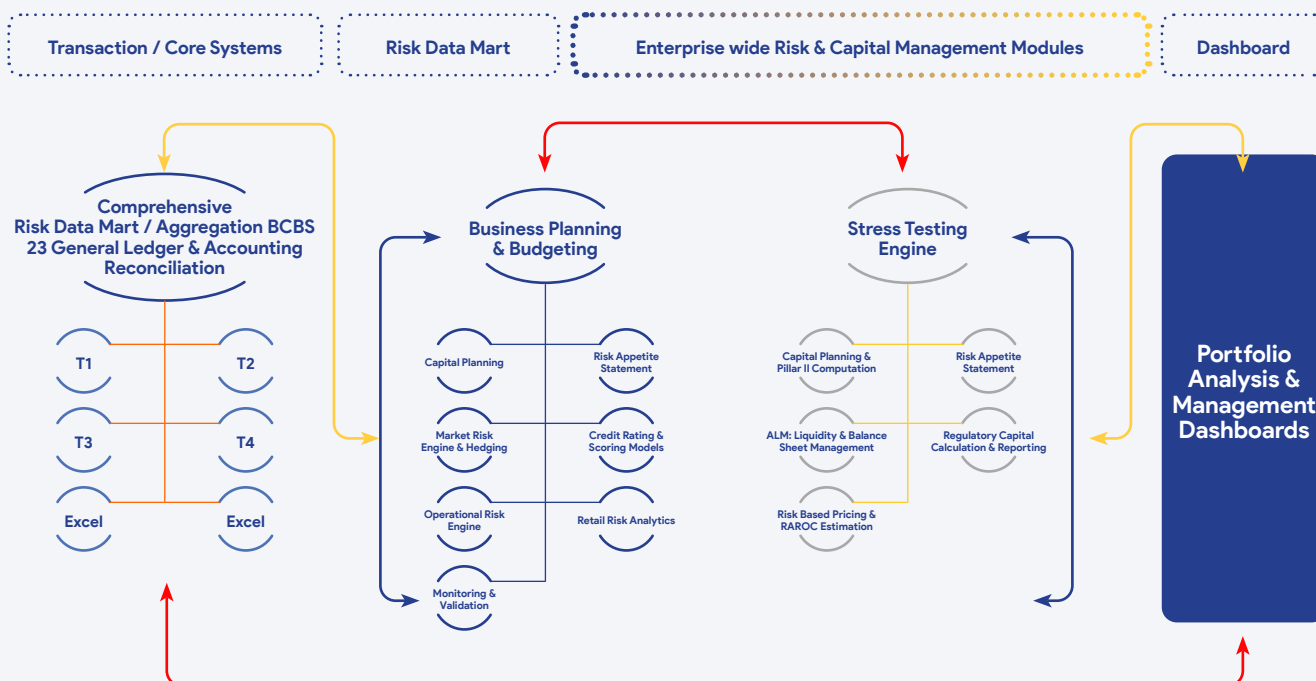 Transaction / Core Systems
Risk Data Mart
Enterprise wide Risk & Capital Management Modules
Dashboard
Comprehensive
Risk Data Mart / Aggregation BCBS
23 General Ledger & Accounting
Reconciliation
T1
T2
T3
T4
Excel
Excel
Business Planning
& Budgeting
Capital Planning
Risk Appetite
Statement
Market Risk
Engine & Hedging
Credit Rating &
Scoring Models
Operational Risk
Engine
Retail Risk Analytics
Monitoring &
Validation
Stress Testing
Engine
Capital Planning &
Pillar II Computation
Risk Appetite
Statement
ALM: Liquidity & Balance
Sheet Management
Regulatory Capital
Calculation & Reporting
Risk Based Pricing &
RAROC Estimation
Portfolio
Analysis &
Management
Dashboards